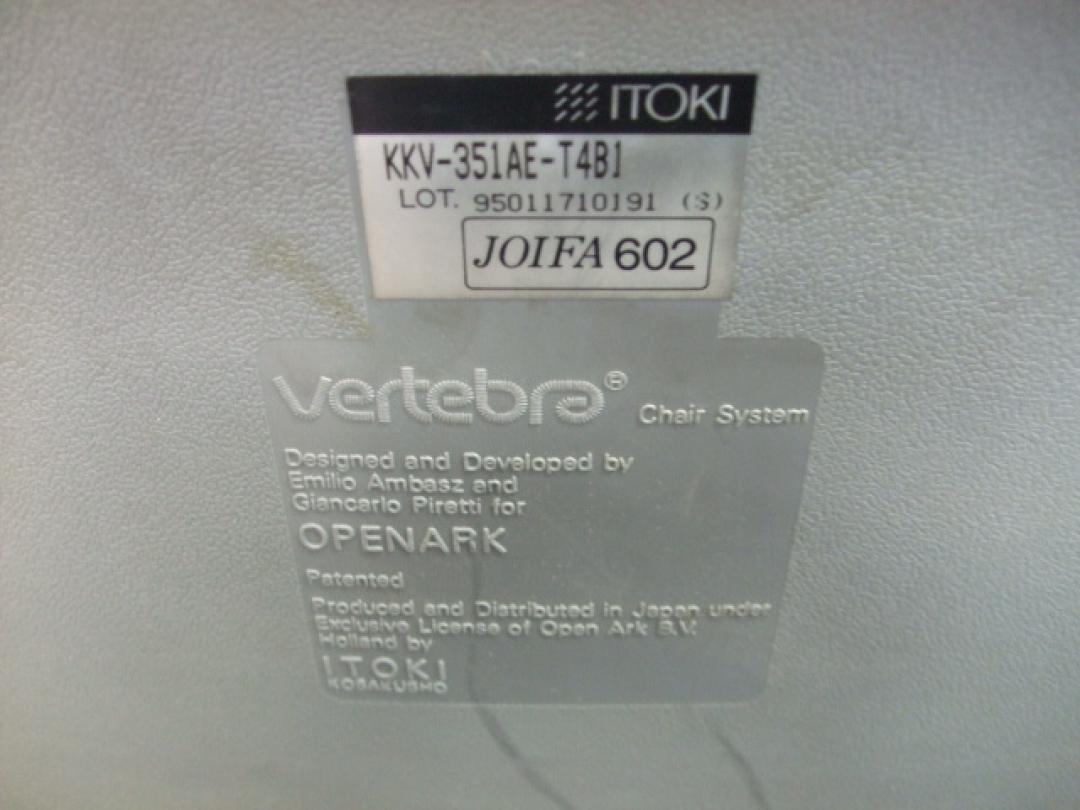 ITOKI
KKV-351AE-T4B1
LOT. 95011710191 (S)
JOIFA 602
vertebra® Chair System
Designed and Developed by
Emilio Ambasz and
Giancarlo Piretti for
OPENARK
Patented
Produced and Distributed in Japan under
Exclusive License of Open Ark B.V.
Holland by
ITOKI
KOSAKUSHO